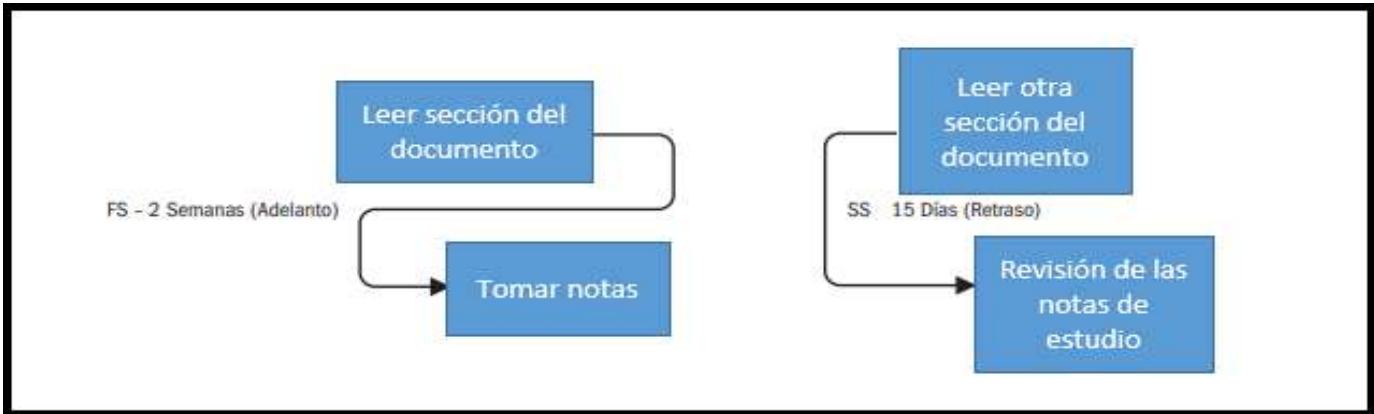 Leer sección del
documento
FS - 2 Semanas (Adelanto)
Tomar notas
Leer otra
sección del
documento
SS 15 Días (Retraso)
Revisión de las
notas de
estudio